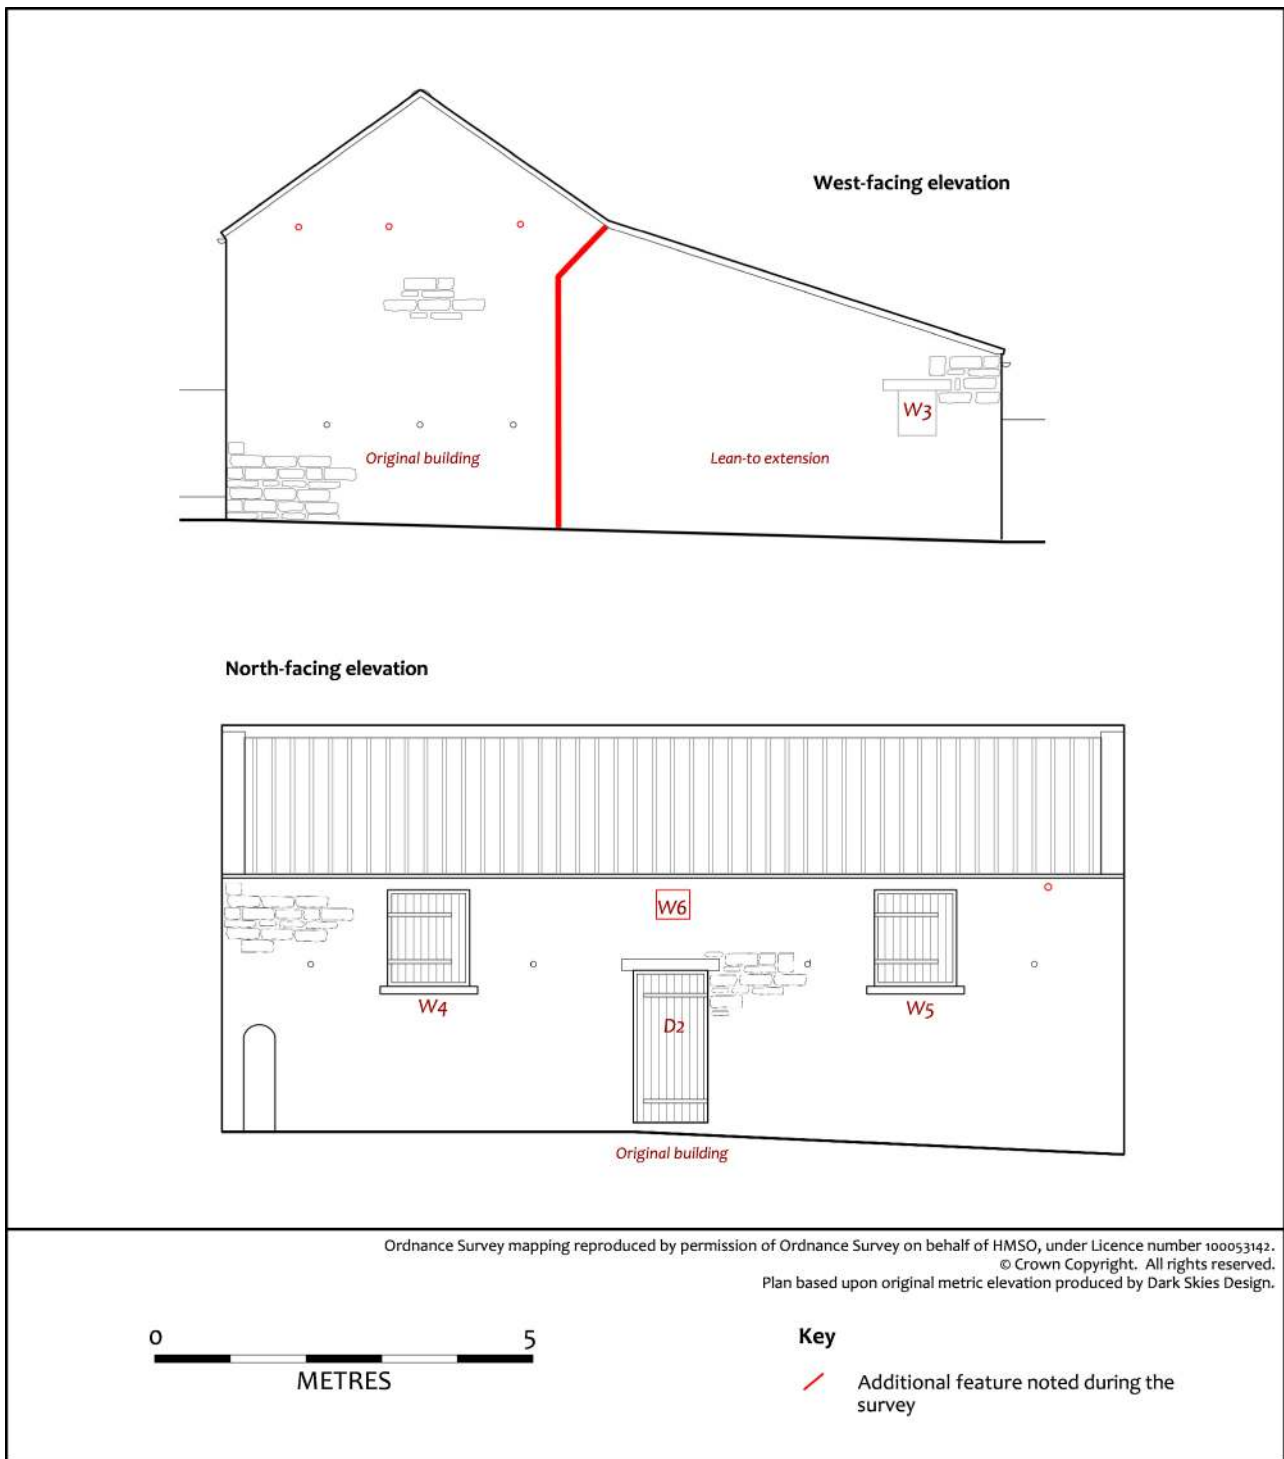 West-facing elevation
W3
Original building
Lean-to extension
North-facing elevation
W6
W4
D2
W5
Original building
Ordnance Survey mapping reproduced by permission of Ordnance Survey on behalf of HMSO, under Licence number 100053142.
© Crown Copyright. All rights reserved.
Plan based upon original metric elevation produced by Dark Skies Design.
0 5
METRES
Key
Additional feature noted during the
survey